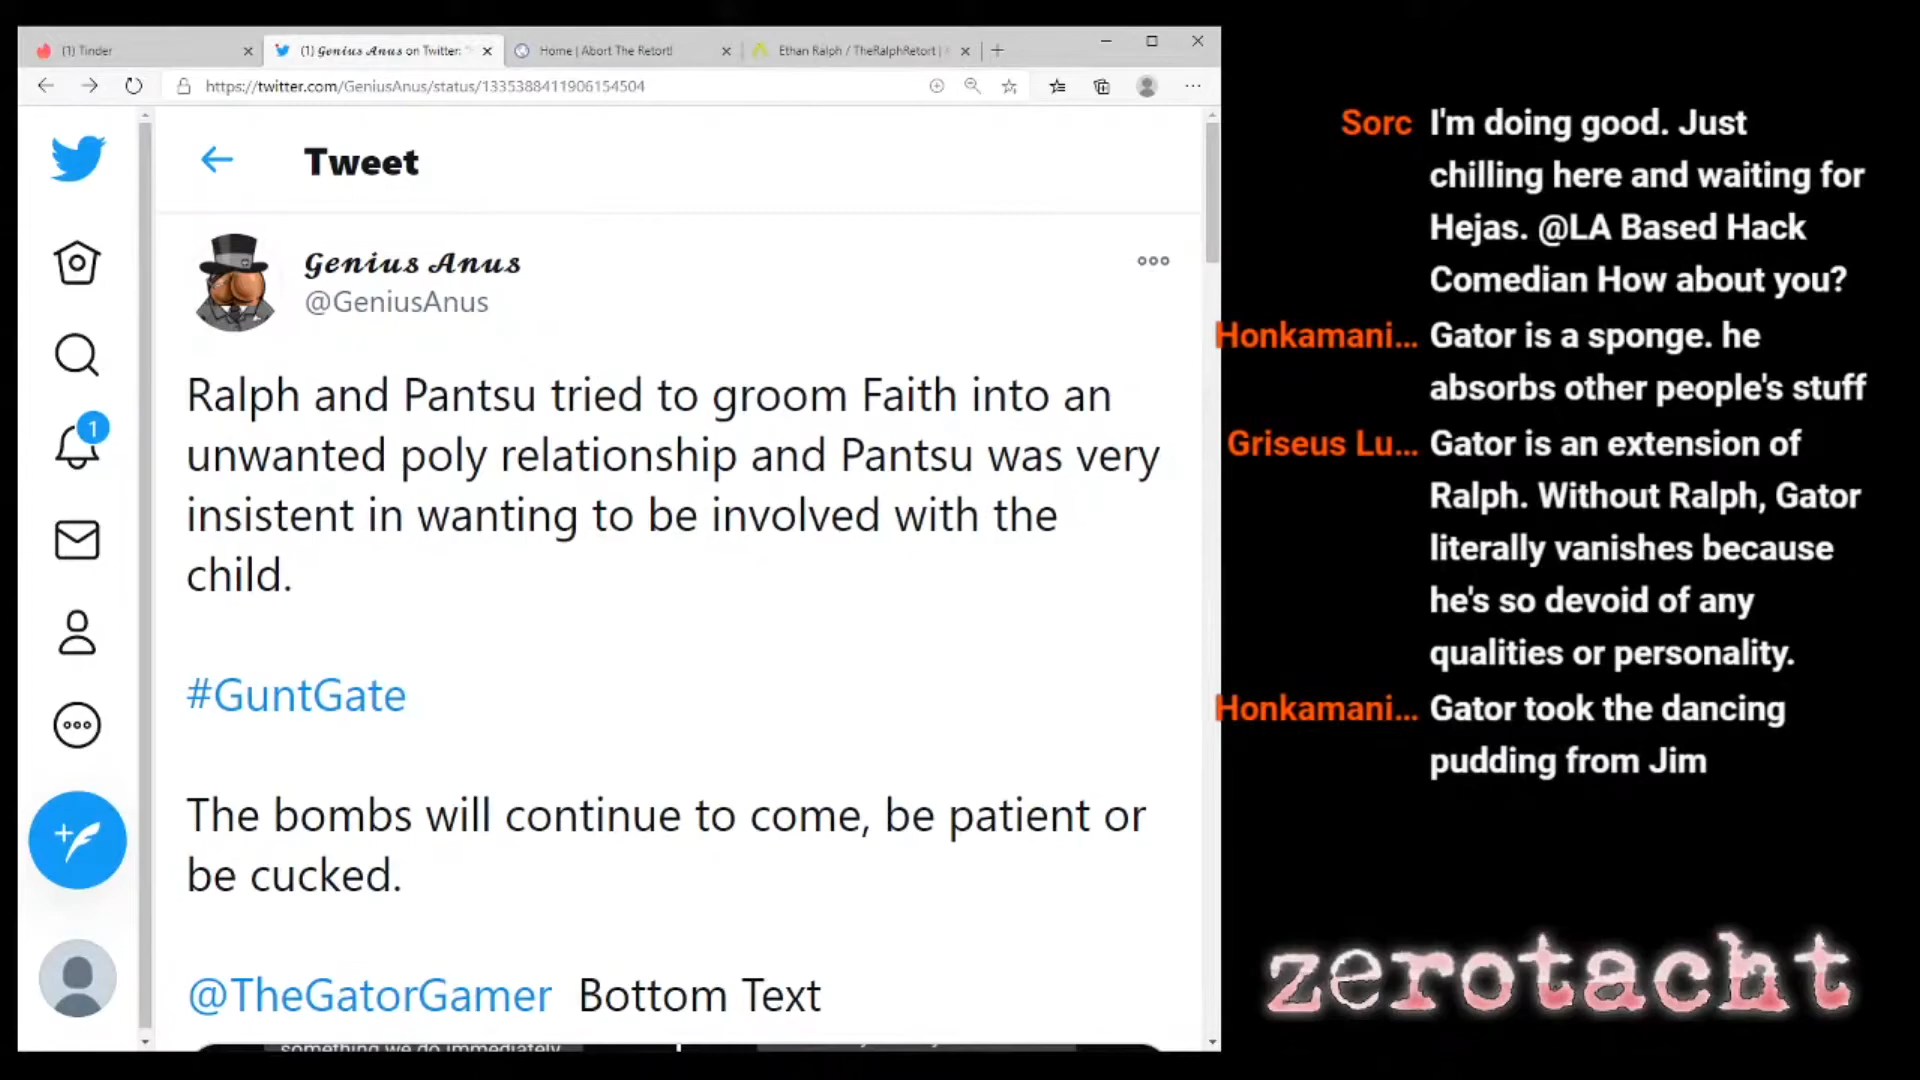 (1) Tinder
(1) Genius Anus on Twitter: "
Home | Abort The Retort!
Ethan Ralph / TheRalphRetort |
https://twitter.com/GeniusAnus/status/1335388411906154504
Tweet
Genius Anus
@GeniusAnus
Ralph and Pantsu tried to groom Faith into an
unwanted poly relationship and Pantsu was very
insistent in wanting to be involved with the
child.
#GuntGate
The bombs will continue to come, be patient or
be cucked.
@TheGatorGamer Bottom Text
something we do immediately
1
Sorc I'm doing good. Just
chilling here and waiting for
Hejas. @LA Based Hack
Comedian How about you?
Honkamani... Gator is a sponge. he
absorbs other people's stuff
Griseus Lu... Gator is an extension of
Ralph. Without Ralph, Gator
literally vanishes because
he's so devoid of any
qualities or personality.
Honkamani... Gator took the dancing
pudding from Jim
zerotacht